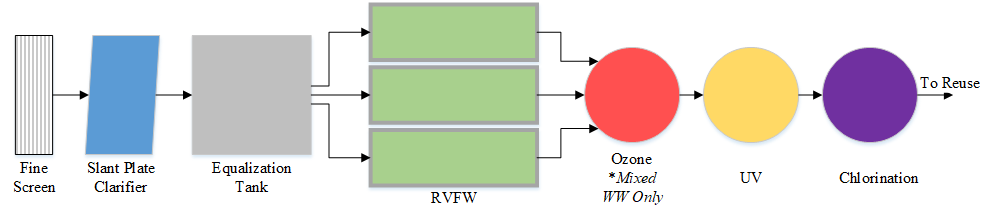 Fine
Screen
Slant Plate
Clarifier
Equalization
Tank
RVFW
Ozone
*Mixed
WW Only
UV
Chlorination
To Reuse